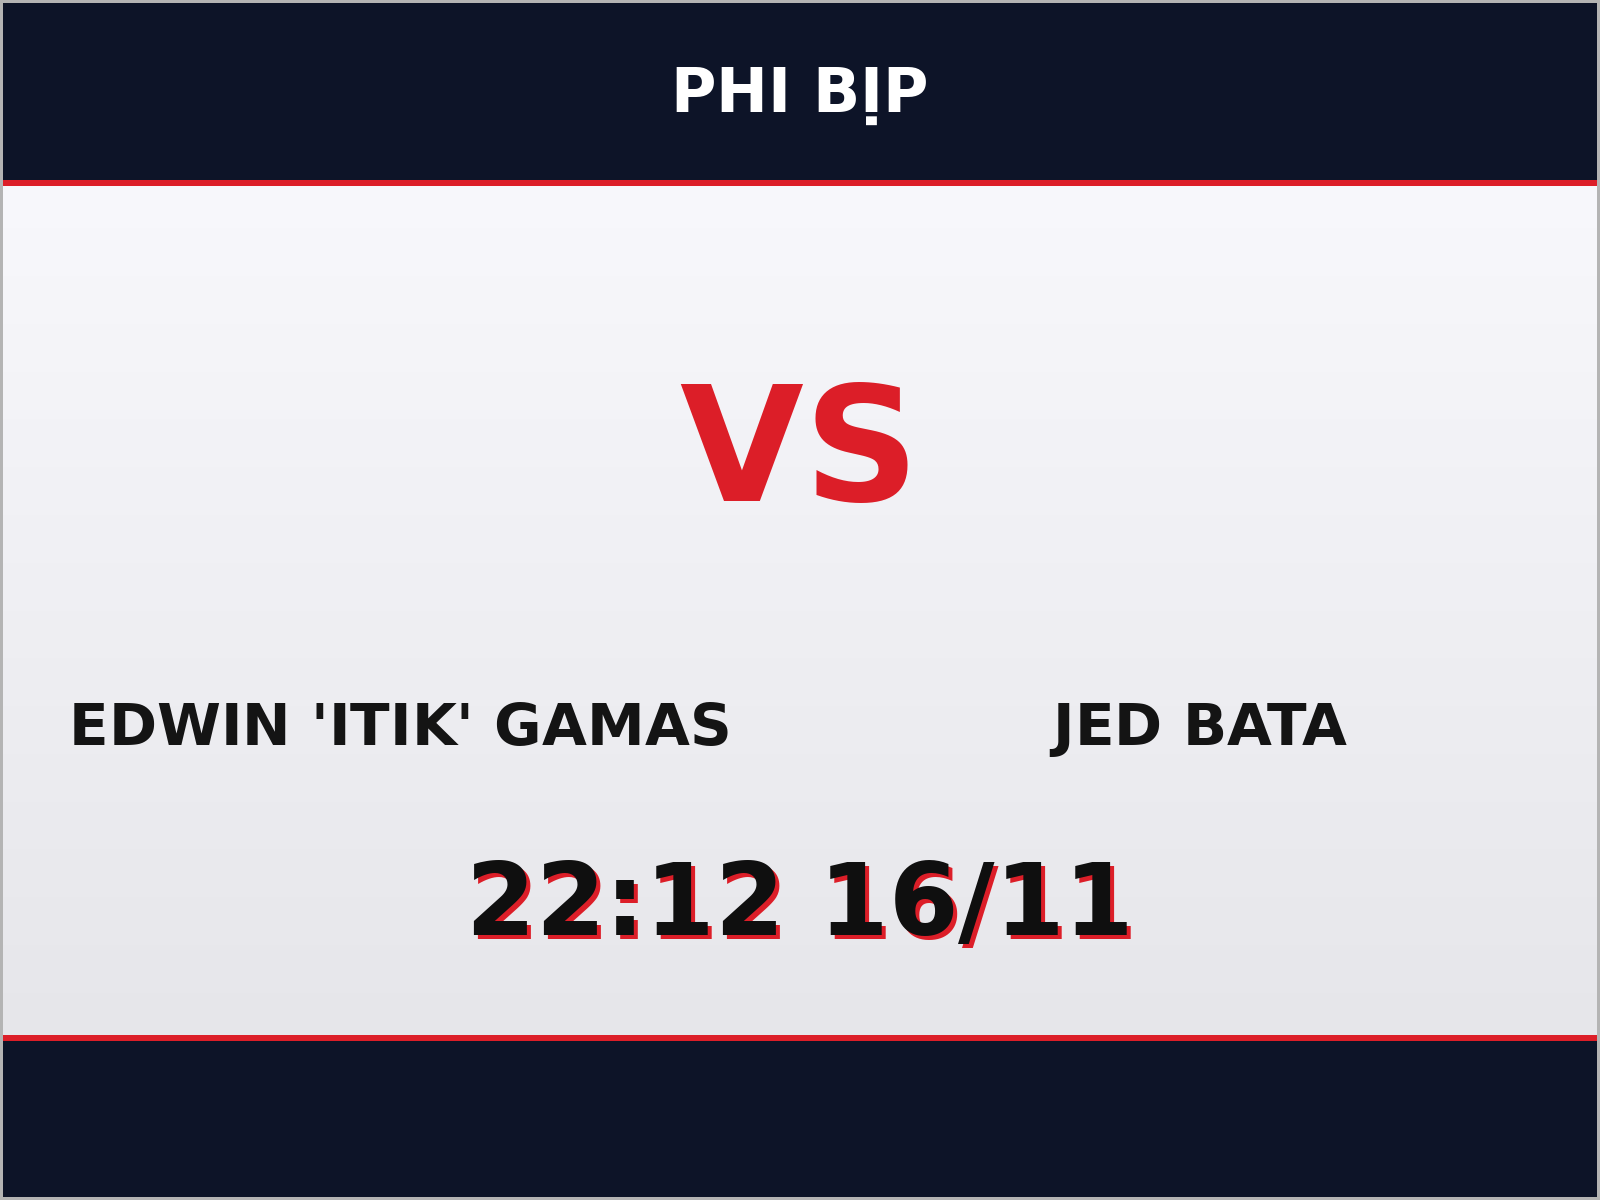 PHI BỊP
VS
EDWIN 'ITIK' GAMAS
JED BATA
22:12 16/11